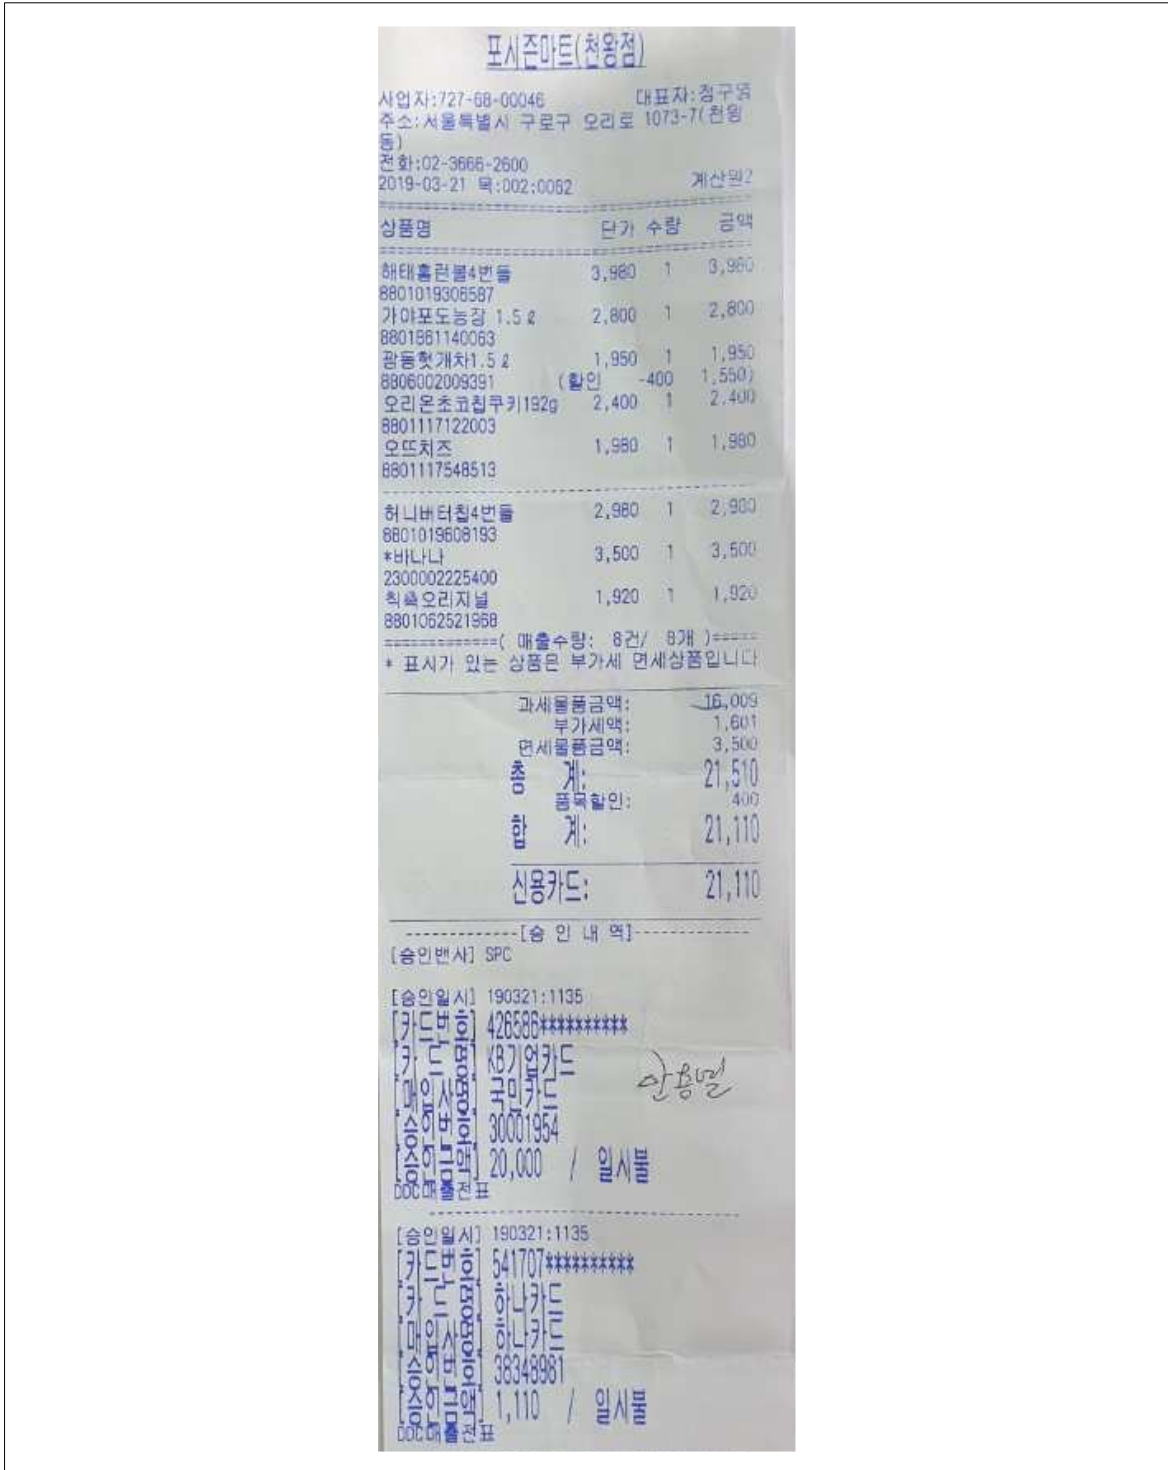 포시즌마트(천왕점)
사업자:727-68-00046 대표자:정구영
주소:서울특별시 구로구 오리로 1073-7(천왕
동)
전화:02-3666-2600
2019-03-21 목:002:0062 계산원2
상품명 단가 수량 금액
해태홈런볼4번들 3,980 1 3,980
8801019306587
가야포도농장 1.5ℓ 2,800 1 2,800
8801861140063
광동헛개차1.5ℓ 1,950 1 1,950
8806002009391 (할인 -400 1,550)
오리온초코칩쿠키192g 2,400 1 2,400
8801117122003
오뜨치즈 1,980 1 1,980
8801117548513
허니버터칩4번들 2,980 1 2,980
8801019608193
*바나나 3,500 1 3,500
2300002225400
칙촉오리지널 1,920 1 1,920
8801062521968
=============( 매출수량: 8건/ 8개 )=====
* 표시가 있는 상품은 부가세 면세상품입니다
과세물품금액: 16,009
부가세액: 1,601
면세물품금액: 3,500
총 계: 21,510
품목할인: 400
합 계: 21,110
신용카드: 21,110
-------------[승 인 내 역]-------------
[승인밴사] SPC
[승인일시] 190321:1135
[카드번호] 426586**********
[카 드 명] KB기업카드
[매입사명] 국민카드
[승인번호] 30001954
[승인금액] 20,000 / 일시불
DDC매출전표
[승인일시] 190321:1135
[카드번호] 541707**********
[카 드 명] 하나카드
[매입사명] 하나카드
[승인번호] 38348981
[승인금액] 1,110 / 일시불
DDC매출전표